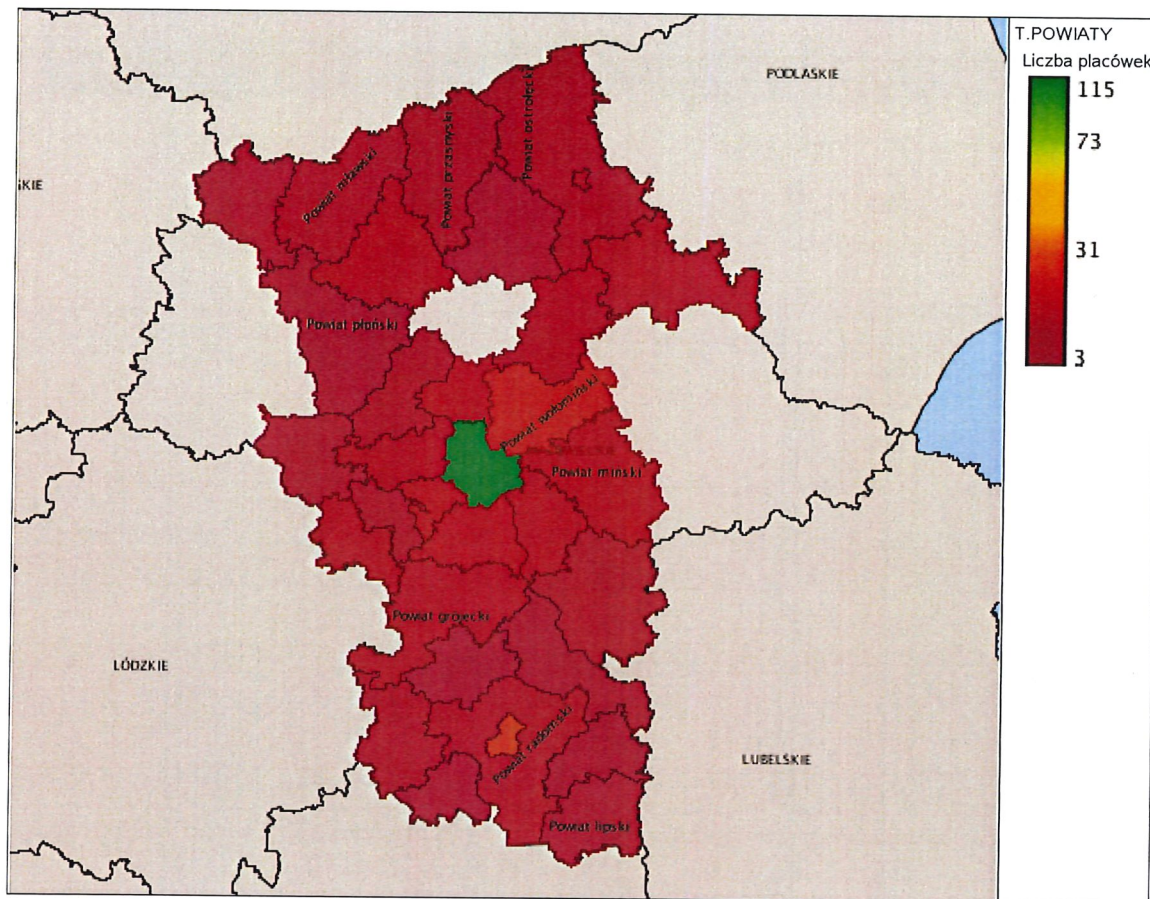 T.POWIATY
Liczba placówek
115
73
31
3
PODLASKIE
SKIE
Powiat mławski
Powiat przasnyski
Powiat ostrołęcki
Powiat płoński
Powiat wołomiński
Powiat miński
Powiat grójecki
ŁÓDZKIE
Powiat radomski
LUBELSKIE
Powiat lipski